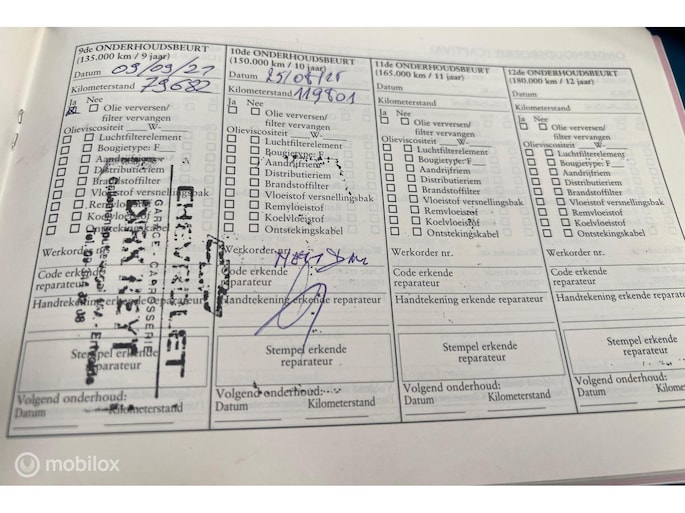 9de ONDERHOUDSBEURT
(135.000 km / 9 jaar)
Datum 09/09/21
Kilometerstand 79682
Ja Nee
Olie verversen/
filter vervangen
Olieviscositeit W-
Luchtfilterelement
Bougietype: F
Aandrijfriem
Distributieriem
Brandstoffilter
Vloeistof versnellingsbak
Remvloeistof
Koelvloeistof
Ontstekingskabel
Werkorder nr.
Code erkende
reparateur
Handtekening erkende reparateur
Stempel erkende
reparateur
Volgend onderhoud:
Datum Kilometerstand
CHEVROLET
GARAGE CARROSSERIE
10de ONDERHOUDSBEURT
(150.000 km / 10 jaar)
Datum
Kilometerstand 119801
Ja Nee
Olie verversen/
filter vervangen
Olieviscositeit W-
Luchtfilterelement
Bougietype: F
Aandrijfriem
Distributieriem
Brandstoffilter
Vloeistof versnellingsbak
Remvloeistof
Koelvloeistof
Ontstekingskabel
Werkorder nr.
Code erkende
reparateur
Handtekening erkende reparateur
Stempel erkende
reparateur
Volgend onderhoud:
Datum Kilometerstand
11de ONDERHOUDSBEURT
(165.000 km / 11 jaar)
Datum
Kilometerstand
Ja Nee
Olie verversen/
filter vervangen
Olieviscositeit W-
Luchtfilterelement
Bougietype: F
Aandrijfriem
Distributieriem
Brandstoffilter
Vloeistof versnellingsbak
Remvloeistof
Koelvloeistof
Ontstekingskabel
Werkorder nr.
Code erkende
reparateur
Handtekening erkende reparateur
Stempel erkende
reparateur
Volgend onderhoud:
Datum Kilometerstand
12de ONDERHOUDSBEURT
(180.000 km / 12 jaar)
Datum
Kilometerstand
Ja Nee
Olie verversen/
filter vervangen
Olieviscositeit W-
Luchtfilterelement
Bougietype: F
Aandrijfriem
Distributieriem
Brandstoffilter
Vloeistof versnellingsbak
Remvloeistof
Koelvloeistof
Ontstekingskabel
Werkorder nr.
Code erkende
reparateur
Handtekening erkende reparateur
Stempel erkende
reparateur
Volgend onderhoud:
Datum Kilometerstand
mobilox